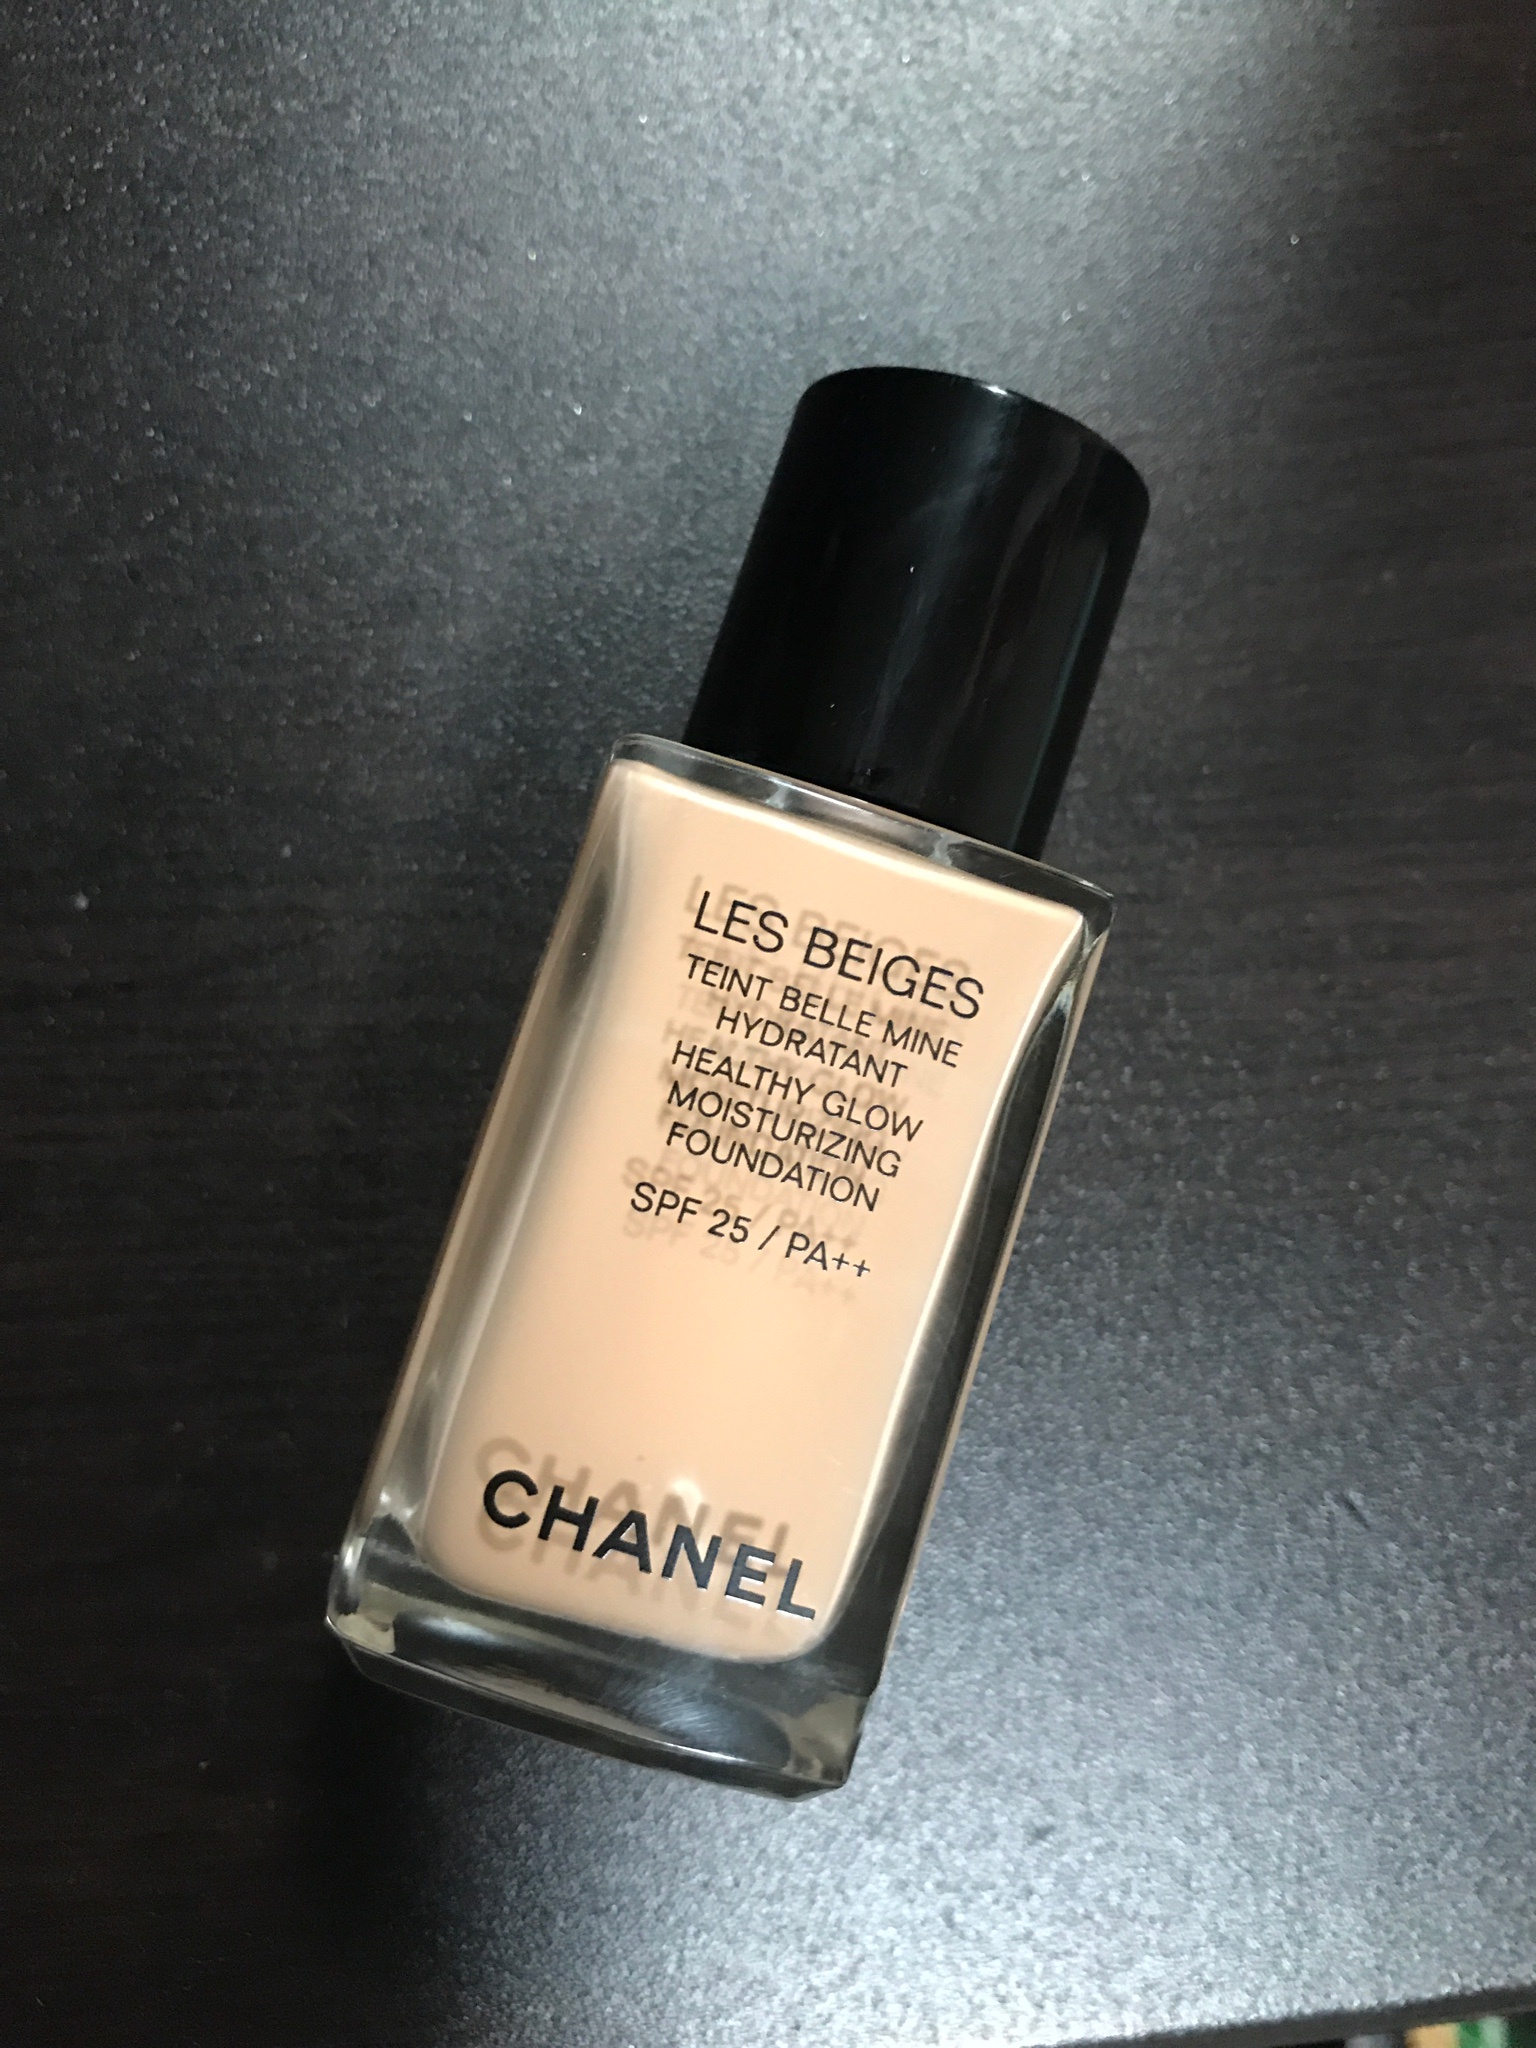 LES BEIGES
TEINT BELLE MINE
HYDRATANT
HEALTHY GLOW
MOISTURIZING
FOUNDATION
SPF 25 / PA++
CHANEL